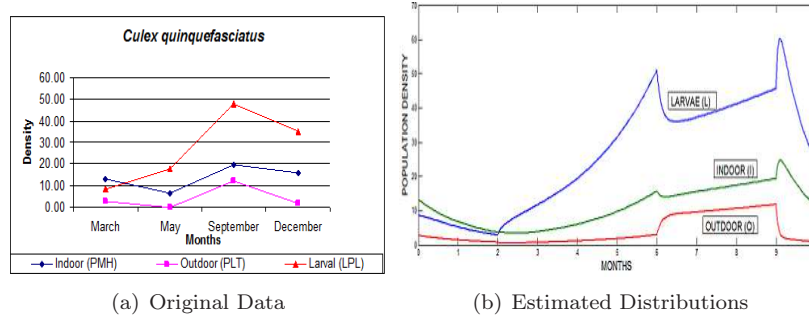 Culex quinquefasciatus
Density
60.00
50.00
40.00
30.00
20.00
10.00
0.00
March May September December
Months
Indoor (PMH) Outdoor (PLT) Larval (LPL)
(a) Original Data
POPULATION DENSITY
70
60
50
40
30
20
10
0
LARVAE (L)
INDOOR (I)
OUTDOOR (O)
0 1 2 3 4 5 6 7 8 9
MONTHS
(b) Estimated Distributions